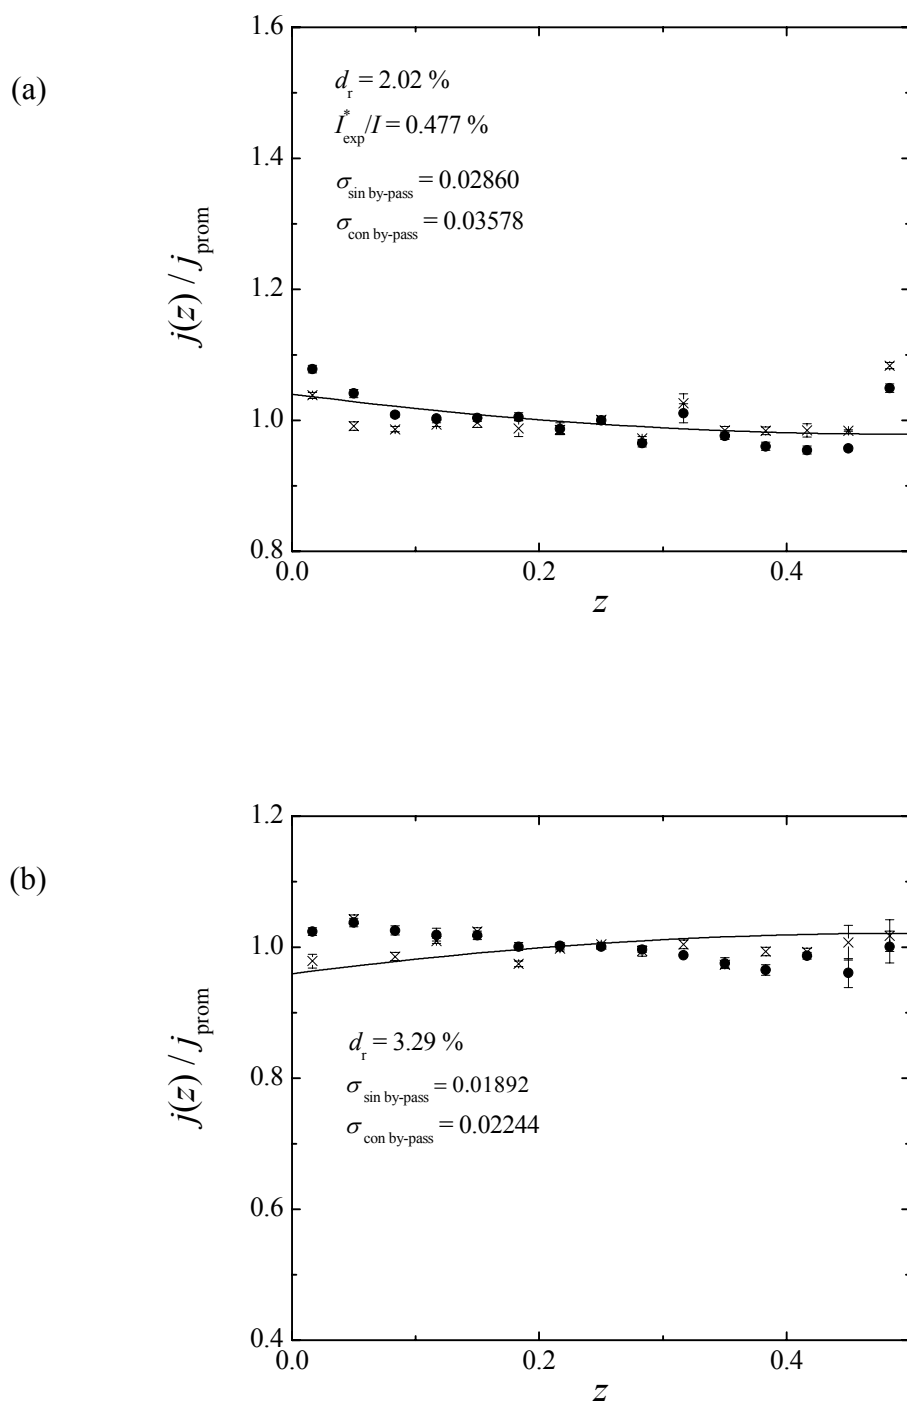 (a)
1.6
1.4
1.2
1.0
0.8
j(z) / j_prom
d_r = 2.02 %
I*_exp/I = 0.477 %
σ_sin by-pass = 0.02860
σ_con by-pass = 0.03578
0.0 0.2 0.4
z
(b)
1.2
1.0
0.8
0.6
0.4
j(z) / j_prom
d_r = 3.29 %
σ_sin by-pass = 0.01892
σ_con by-pass = 0.02244
0.0 0.2 0.4
z